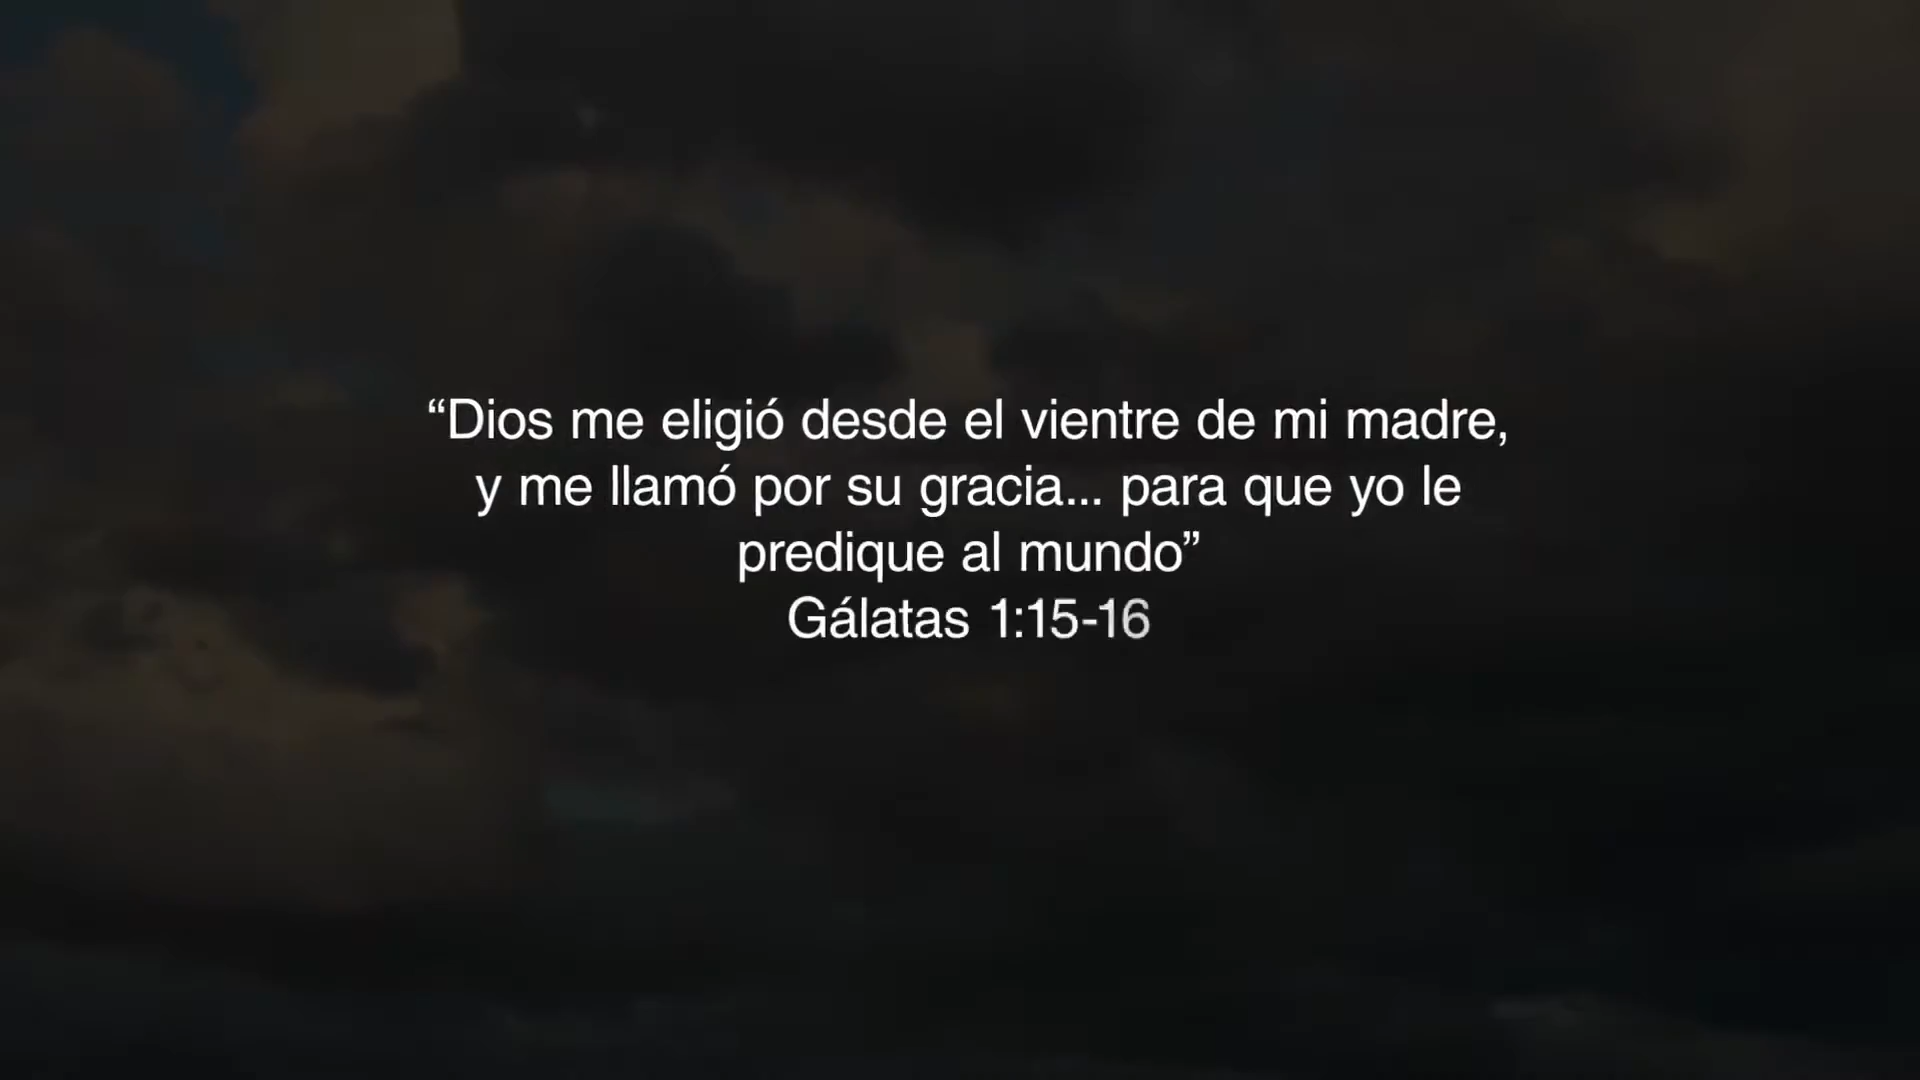 “Dios me eligió desde el vientre de mi madre,
y me llamó por su gracia... para que yo le
predique al mundo”
Gálatas 1:15-16